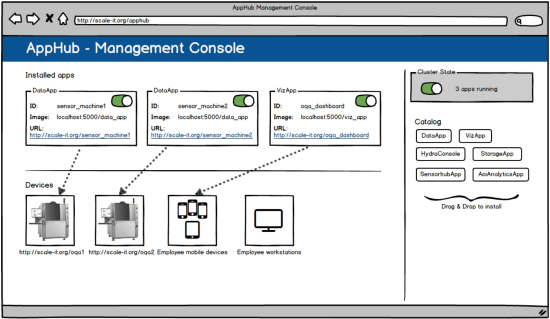 AppHub Management Console
http://scale-it.org/apphub
AppHub - Management Console
Installed apps
DataApp
ID: sensor_machine1
Image: localhost:5000/data_app
URL:
http://scale-it.org/sensor_machine1
DataApp
ID: sensor_machine2
Image: localhost:5000/data_app
URL:
http://scale-it.org/sensor_machine2
VizApp
ID: oqa_dashboard
Image: localhost:5000/viz_app
URL:
http://scale-it.org/oqa_dashboard
Cluster State
3 apps running
Catalog
DataApp
VizApp
HydraConsole
StorageApp
SensorhubApp
AoiAnalyticsApp
Drag & Drop to install
Devices
http://scale-it.org/oqa1
http://scale-it.org/oqa2
Employee mobile devices
Employee workstations